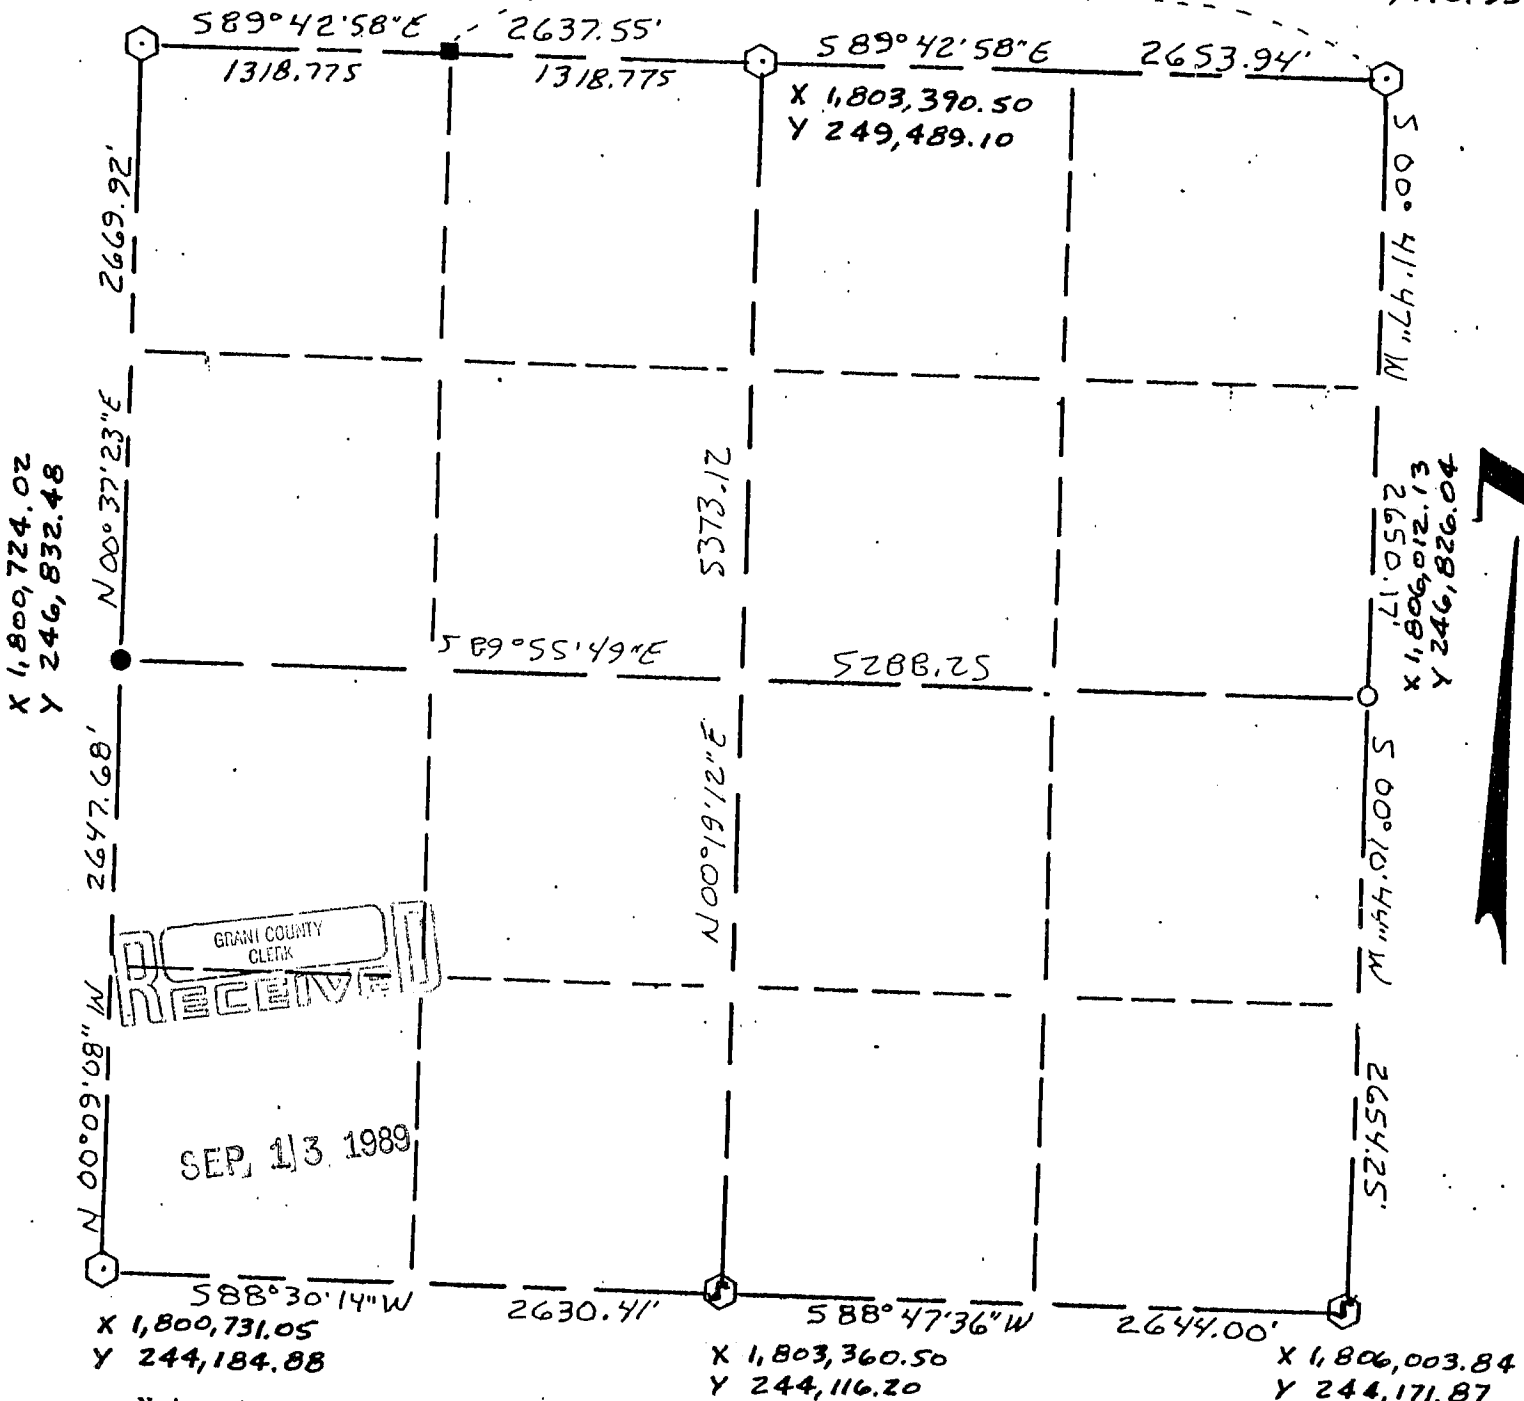 S89°42'58"E
2637.55'
S89°42'58"E
2653.94'
1318.775
1318.775
X 1,803,390.50
Y 249,489.10
2669.92'
S 00° 41'47" W
N 00°37'23"E
X 1,800,724.02
Y 246,832.48
5373.12
2650.17'
X 1,806,012.13
Y 246,826.04
S 89°55'49"E
5288.25
2647.68'
N00°19'12"E
S 00°10'44" W
GRANT COUNTY
CLERK
RECEIVED
N 00°09'08" W
2654.25'
SEP 13 1989
S88°30'14"W
2630.41'
S88°47'36"W
2644.00'
X 1,800,731.05
Y 244,184.88
X 1,803,360.50
Y 244,116.20
X 1,806,003.84
Y 244,171.87